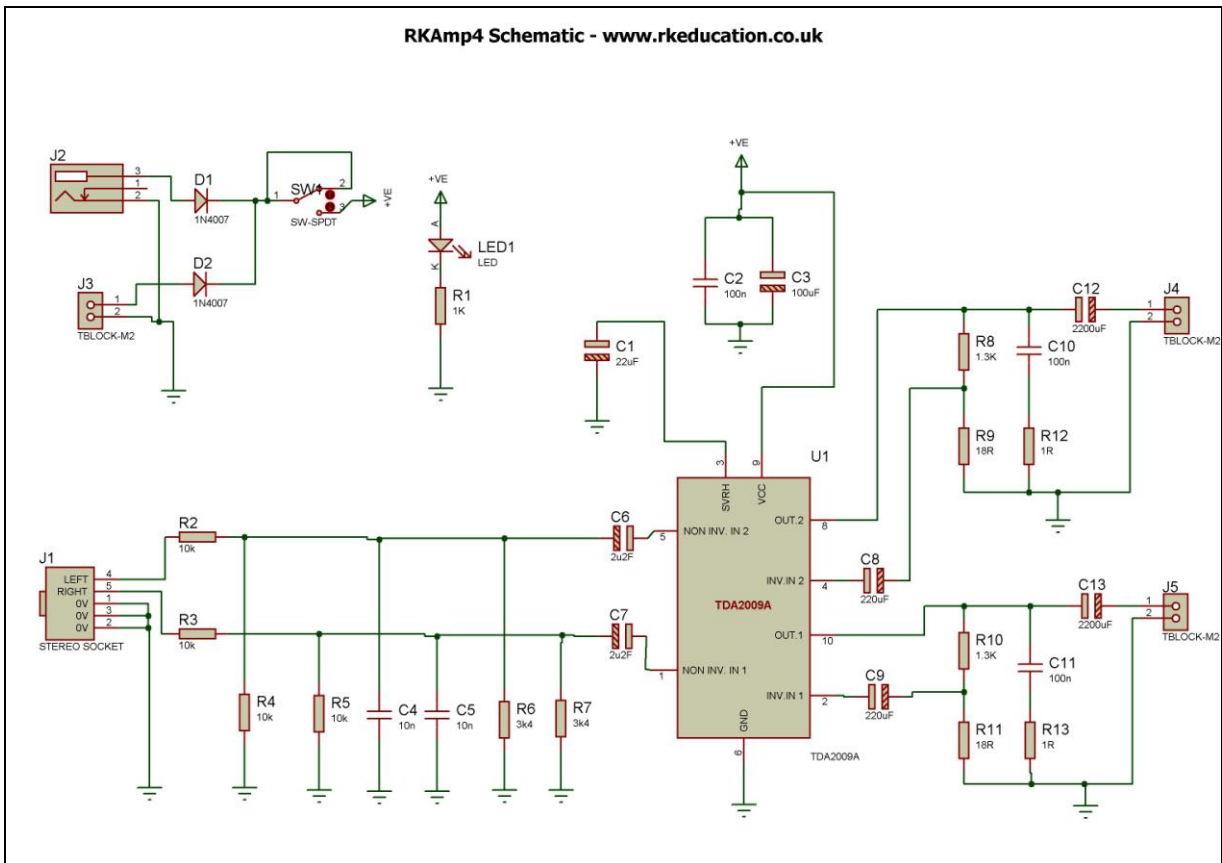 RKAmp4 Schematic - www.rkeducation.co.uk
J2
3
1
2
D1
1N4007
1
SW1
2
3
SW-SPDT
+VE
D2
1N4007
J3
1
2
TBLOCK-M2
+VE
A
K
LED1
LED
R1
1K
+VE
C2
100n
C3
100uF
C1
22uF
C12
2200uF
J4
1
2
TBLOCK-M2
R8
1.3K
C10
100n
R9
18R
R12
1R
U1
3
9
SVRH
VCC
NON INV. IN 2
5
OUT.2
8
INV.IN 2
4
TDA2009A
OUT.1
10
NON INV. IN 1
1
INV.IN 1
2
GND
6
TDA2009A
J1
LEFT
4
RIGHT
5
0V
1
0V
3
0V
2
STEREO SOCKET
R2
10k
R3
10k
C6
2u2F
C7
2u2F
R4
10k
R5
10k
C4
10n
C5
10n
R6
3k4
R7
3k4
C8
220uF
C9
220uF
C13
2200uF
J5
1
2
TBLOCK-M2
R10
1.3K
C11
100n
R11
18R
R13
1R